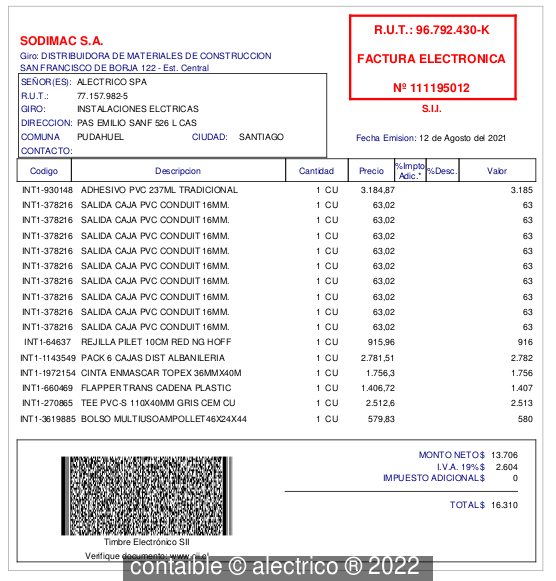 R.U.T.: 96.792.430-K
FACTURA ELECTRONICA
Nº 111195012
S.I.I.
SODIMAC S.A.
Giro: DISTRIBUIDORA DE MATERIALES DE CONSTRUCCION
SAN FRANCISCO DE BORJA 122 - Est. Central
SEÑOR(ES): ALECTRICO SPA
R.U.T.: 77.157.982-5
GIRO: INSTALACIONES ELCTRICAS
DIRECCION: PAS EMILIO SANF 526 L CAS
COMUNA PUDAHUEL CIUDAD: SANTIAGO
CONTACTO:
Fecha Emision: 12 de Agosto del 2021
Codigo Descripcion Cantidad Precio %Impto Adic.* %Desc. Valor
INT1-930148 ADHESIVO PVC 237ML TRADICIONAL 1 CU 3.184,87 3.185
INT1-378216 SALIDA CAJA PVC CONDUIT 16MM. 1 CU 63,02 63
INT1-378216 SALIDA CAJA PVC CONDUIT 16MM. 1 CU 63,02 63
INT1-378216 SALIDA CAJA PVC CONDUIT 16MM. 1 CU 63,02 63
INT1-378216 SALIDA CAJA PVC CONDUIT 16MM. 1 CU 63,02 63
INT1-378216 SALIDA CAJA PVC CONDUIT 16MM. 1 CU 63,02 63
INT1-378216 SALIDA CAJA PVC CONDUIT 16MM. 1 CU 63,02 63
INT1-378216 SALIDA CAJA PVC CONDUIT 16MM. 1 CU 63,02 63
INT1-378216 SALIDA CAJA PVC CONDUIT 16MM. 1 CU 63,02 63
INT1-378216 SALIDA CAJA PVC CONDUIT 16MM. 1 CU 63,02 63
INT1-64637 REJILLA PILET 10CM RED NG HOFF 1 CU 915,96 916
INT1-1143549 PACK 6 CAJAS DIST ALBANILERIA 1 CU 2.781,51 2.782
INT1-1972154 CINTA ENMASCAR TOPEX 36MMX40M 1 CU 1.756,3 1.756
INT1-660469 FLAPPER TRANS CADENA PLASTIC 1 CU 1.406,72 1.407
INT1-270865 TEE PVC-S 110X40MM GRIS CEM CU 1 CU 2.512,6 2.513
INT1-3619885 BOLSO MULTIUSOAMPOLLET46X24X44 1 CU 579,83 580
MONTO NETO $ 13.706
I.V.A. 19% $ 2.604
IMPUESTO ADICIONAL $ 0
TOTAL $ 16.310
Timbre Electrónico SII
Verifique documento: www.sii.cl
contaible © alectrico ® 2022